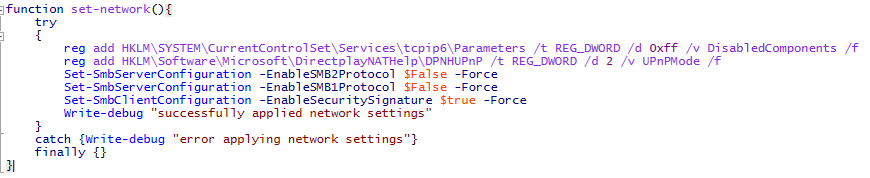 function set-network(){
    try
    {
        reg add HKLM\SYSTEM\CurrentControlSet\Services\tcpip6\Parameters /t REG_DWORD /d 0xff /v DisabledComponents /f
        reg add HKLM\Software\Microsoft\DirectplayNATHelp\DPNHUPnP /t REG_DWORD /d 2 /v UPnPMode /f
        Set-SmbServerConfiguration -EnableSMB2Protocol $False -Force
        Set-SmbServerConfiguration -EnableSMB1Protocol $False -Force
        Set-SmbClientConfiguration -EnableSecuritySignature $true -Force
        Write-debug "successfully applied network settings"
    }
    catch {Write-debug "error applying network settings"}
    finally {}
}